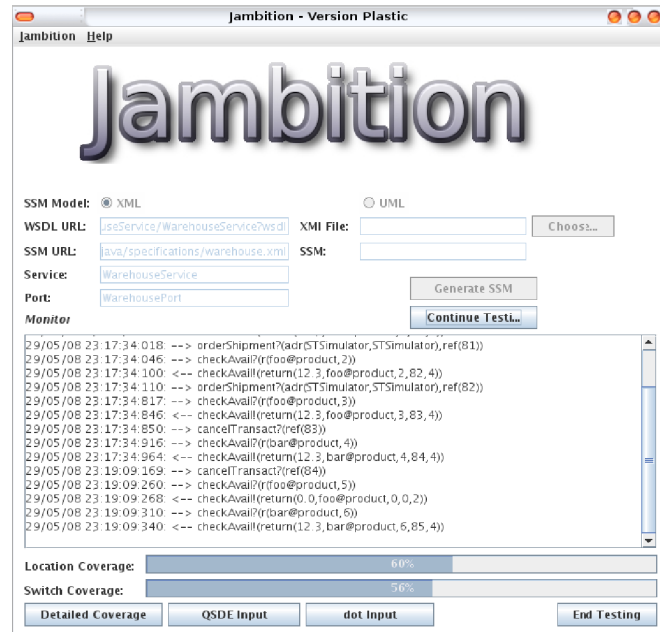 Jambition - Version Plastic
Jambition Help
Jambition
SSM Model: XML UML
WSDL URL: useService/WarehouseService?wsdl XMI File: Choose...
SSM URL: java/specifications/warehouse.xml SSM:
Service: WarehouseService
Generate SSM
Port: WarehousePort
Monitor Continue Testi...
29/05/08 23:17:34:018: --> orderShipment?(adr(STSimulator,STSimulator),ref(81))
29/05/08 23:17:34:046: --> checkAvail?(r(foo@product,2))
29/05/08 23:17:34:100: <-- checkAvail!(return(12.3,foo@product,2,82,4))
29/05/08 23:17:34:110: --> orderShipment?(adr(STSimulator,STSimulator),ref(82))
29/05/08 23:17:34:817: --> checkAvail?(r(foo@product,3))
29/05/08 23:17:34:846: <-- checkAvail!(return(12.3,foo@product,3,83,4))
29/05/08 23:17:34:850: --> cancelTransact?(ref(83))
29/05/08 23:17:34:916: --> checkAvail?(r(bar@product,4))
29/05/08 23:17:34:964: <-- checkAvail!(return(12.3,bar@product,4,84,4))
29/05/08 23:19:09:169: --> cancelTransact?(ref(84))
29/05/08 23:19:09:260: --> checkAvail?(r(foo@product,5))
29/05/08 23:19:09:268: <-- checkAvail!(return(0.0,foo@product,0,0,2))
29/05/08 23:19:09:310: --> checkAvail?(r(bar@product,6))
29/05/08 23:19:09:340: <-- checkAvail!(return(12.3,bar@product,6,85,4))
Location Coverage: 60%
Switch Coverage: 56%
Detailed Coverage QSDE Input dot Input End Testing